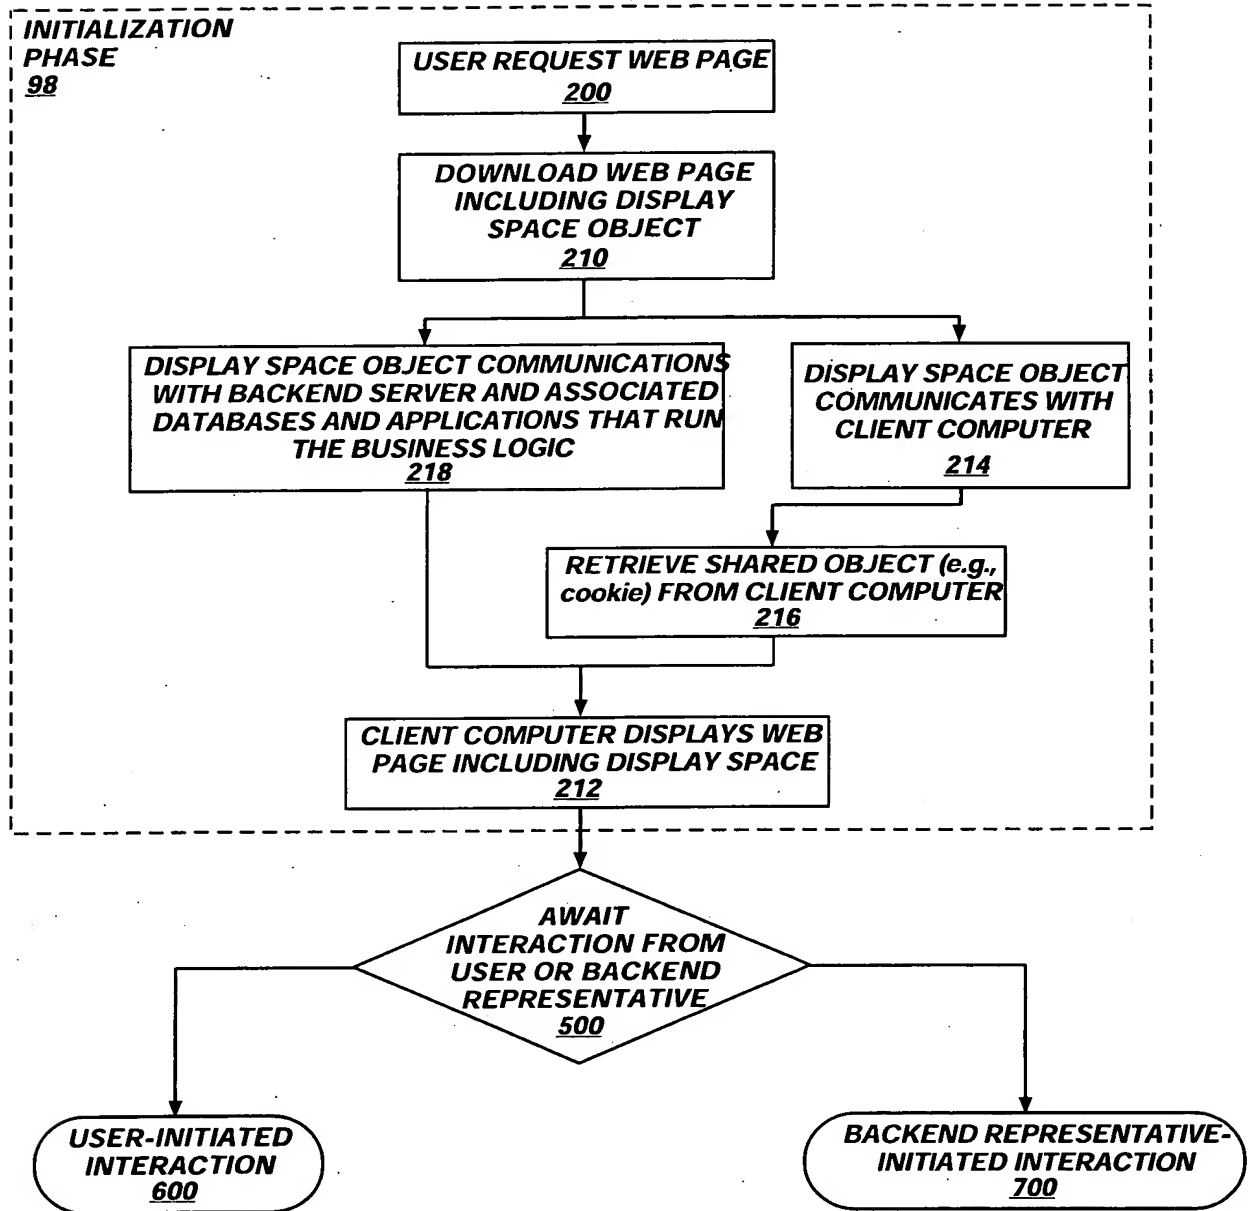 INITIALIZATION
PHASE
98
USER REQUEST WEB PAGE
200
DOWNLOAD WEB PAGE
INCLUDING DISPLAY
SPACE OBJECT
210
DISPLAY SPACE OBJECT COMMUNICATIONS
WITH BACKEND SERVER AND ASSOCIATED
DATABASES AND APPLICATIONS THAT RUN
THE BUSINESS LOGIC
218
DISPLAY SPACE OBJECT
COMMUNICATES WITH
CLIENT COMPUTER
214
RETRIEVE SHARED OBJECT (e.g.,
cookie) FROM CLIENT COMPUTER
216
CLIENT COMPUTER DISPLAYS WEB
PAGE INCLUDING DISPLAY SPACE
212
AWAIT
INTERACTION FROM
USER OR BACKEND
REPRESENTATIVE
500
USER-INITIATED
INTERACTION
600
BACKEND REPRESENTATIVE-
INITIATED INTERACTION
700